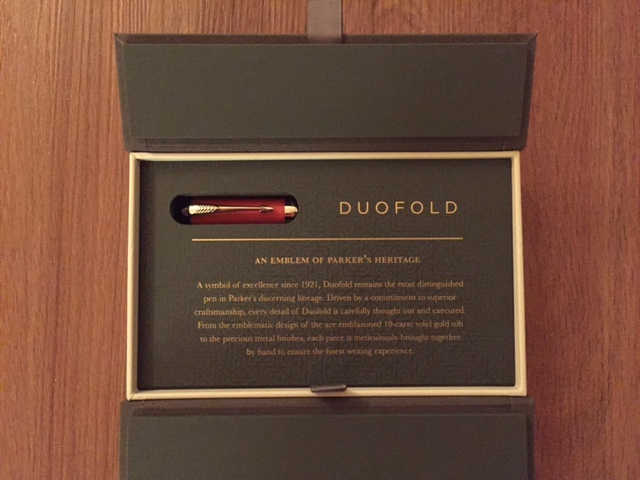 DUOFOLD
AN EMBLEM OF PARKER'S HERITAGE
A symbol of excellence since 1921, Duofold remains the most distinguished
pen in Parker's discerning lineage. Driven by a commitment to superior
craftsmanship, every detail of Duofold is carefully thought out and executed.
From the emblematic design of the ace emblazoned 18-carat solid gold nib
to the precious metal finishes, each piece is meticulously brought together
by hand to ensure the finest writing experience.